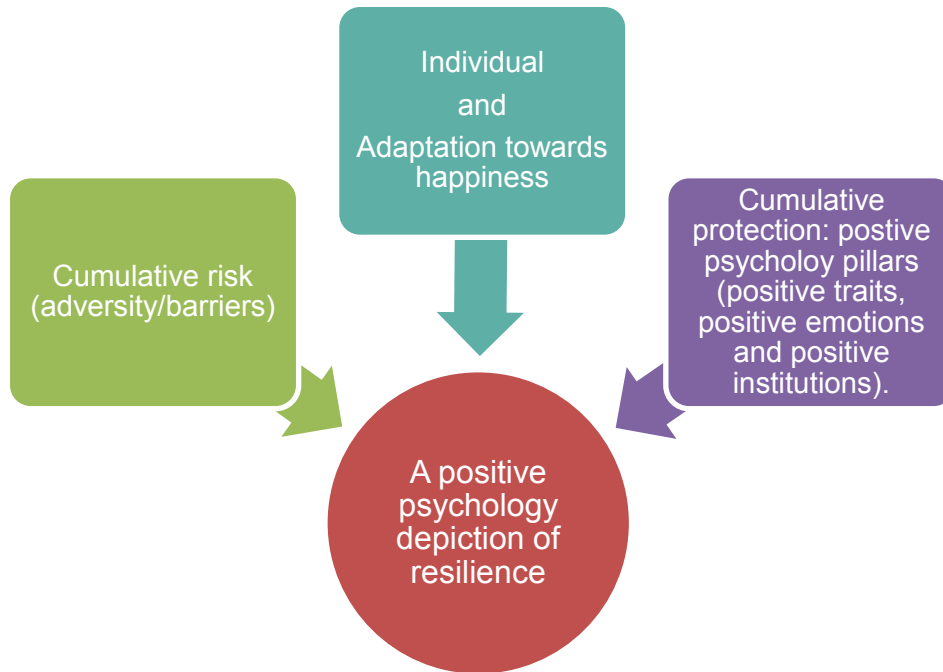 Individual
and
Adaptation towards
happiness
Cumulative risk
(adversity/barriers)
Cumulative
protection: postive
psycholoy pillars
(positive traits,
positive emotions
and positive
institutions).
A positive
psychology
depiction of
resilience